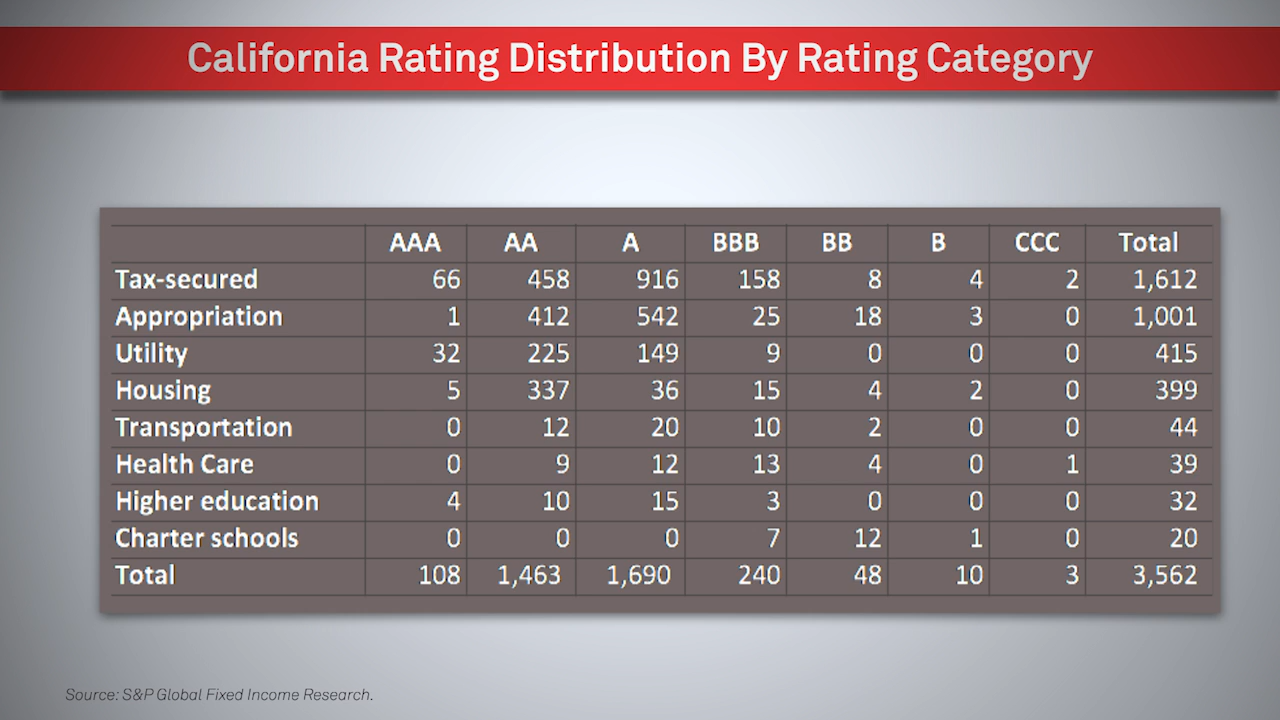 California Rating Distribution By Rating Category
AAA AA A BBB BB B CCC Total
Tax-secured 66 458 916 158 8 4 2 1,612
Appropriation 1 412 542 25 18 3 0 1,001
Utility 32 225 149 9 0 0 0 415
Housing 5 337 36 15 4 2 0 399
Transportation 0 12 20 10 2 0 0 44
Health Care 0 9 12 13 4 0 1 39
Higher education 4 10 15 3 0 0 0 32
Charter schools 0 0 0 7 12 1 0 20
Total 108 1,463 1,690 240 48 10 3 3,562
Source: S&P Global Fixed Income Research.